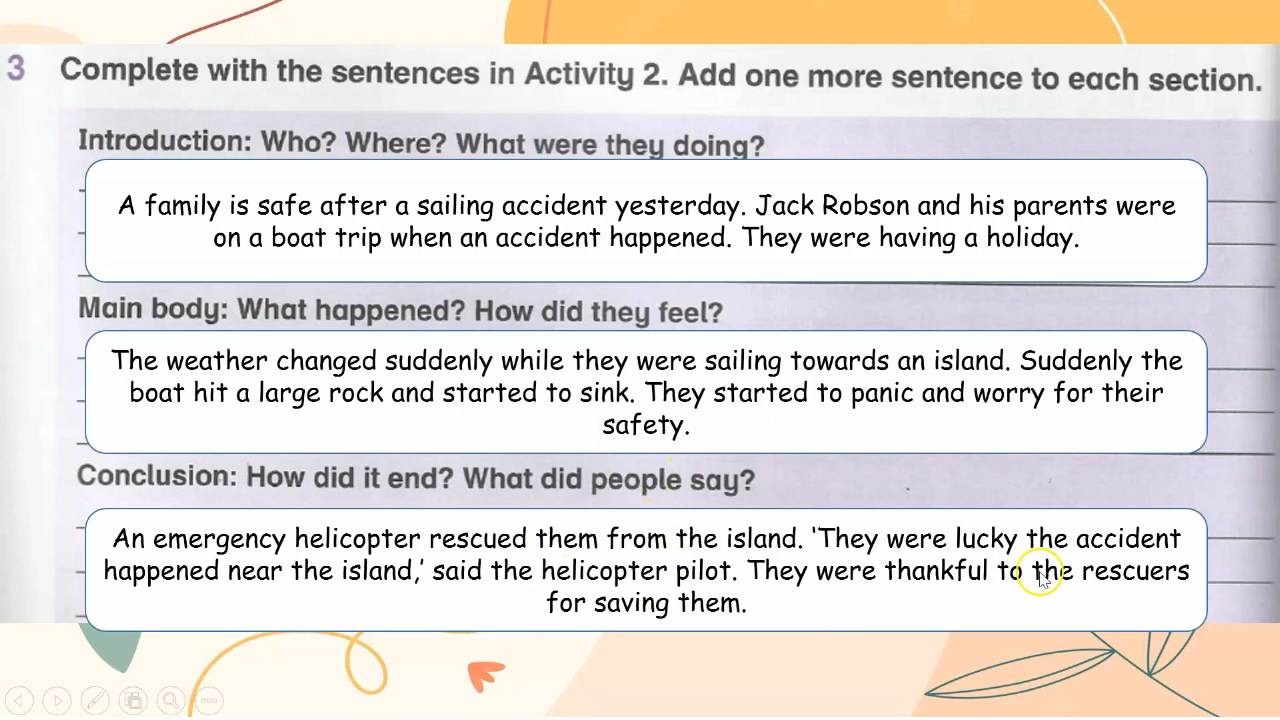 3 Complete with the sentences in Activity 2. Add one more sentence to each section.
Introduction: Who? Where? What were they doing?
A family is safe after a sailing accident yesterday. Jack Robson and his parents were
on a boat trip when an accident happened. They were having a holiday.
Main body: What happened? How did they feel?
The weather changed suddenly while they were sailing towards an island. Suddenly the
boat hit a large rock and started to sink. They started to panic and worry for their
safety.
Conclusion: How did it end? What did people say?
An emergency helicopter rescued them from the island. ‘They were lucky the accident
happened near the island,’ said the helicopter pilot. They were thankful to the rescuers
for saving them.